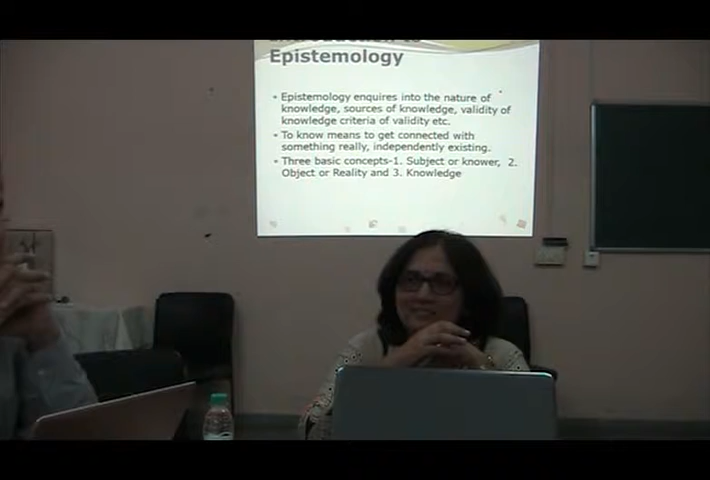 Introduction to
Epistemology
• Epistemology enquires into the nature of
knowledge, sources of knowledge, validity of
knowledge criteria of validity etc.
• To know means to get connected with
something really, independently existing.
• Three basic concepts-1. Subject or knower, 2.
Object or Reality and 3. Knowledge